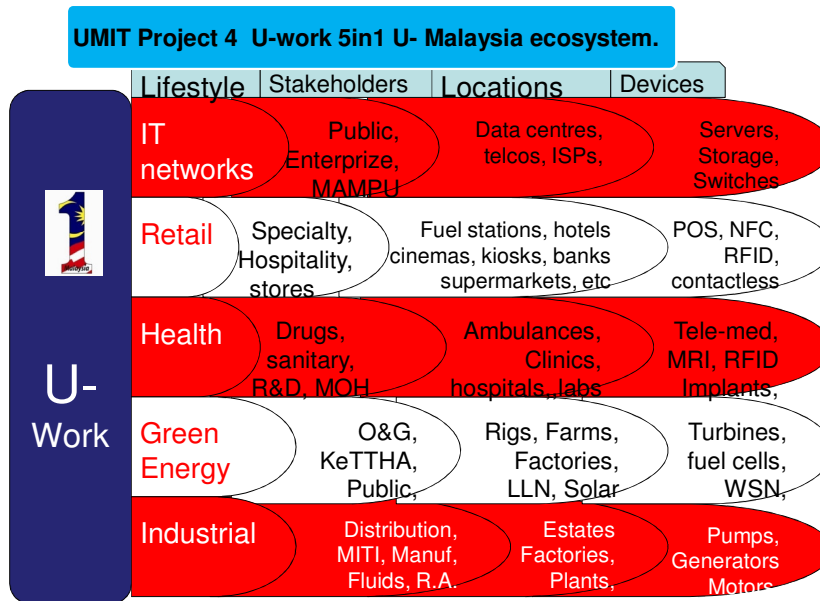 UMIT Project 4 U-work 5in1 U- Malaysia ecosystem.
Lifestyle Stakeholders Locations Devices
U-
Work
1
Malaysia
IT
networks
Public,
Enterprize,
MAMPU
Data centres,
telcos, ISPs,
Servers,
Storage,
Switches
Retail
Specialty,
Hospitality,
stores
Fuel stations, hotels
cinemas, kiosks, banks
supermarkets, etc
POS, NFC,
RFID,
contactless
Health
Drugs,
sanitary,
R&D, MOH
Ambulances,
Clinics,
hospitals,,labs
Tele-med,
MRI, RFID
Implants,
Green
Energy
O&G,
KeTTHA,
Public,
Rigs, Farms,
Factories,
LLN, Solar
Turbines,
fuel cells,
WSN,
Industrial
Distribution,
MITI, Manuf,
Fluids, R.A.
Estates
Factories,
Plants,
Pumps,
Generators
Motors